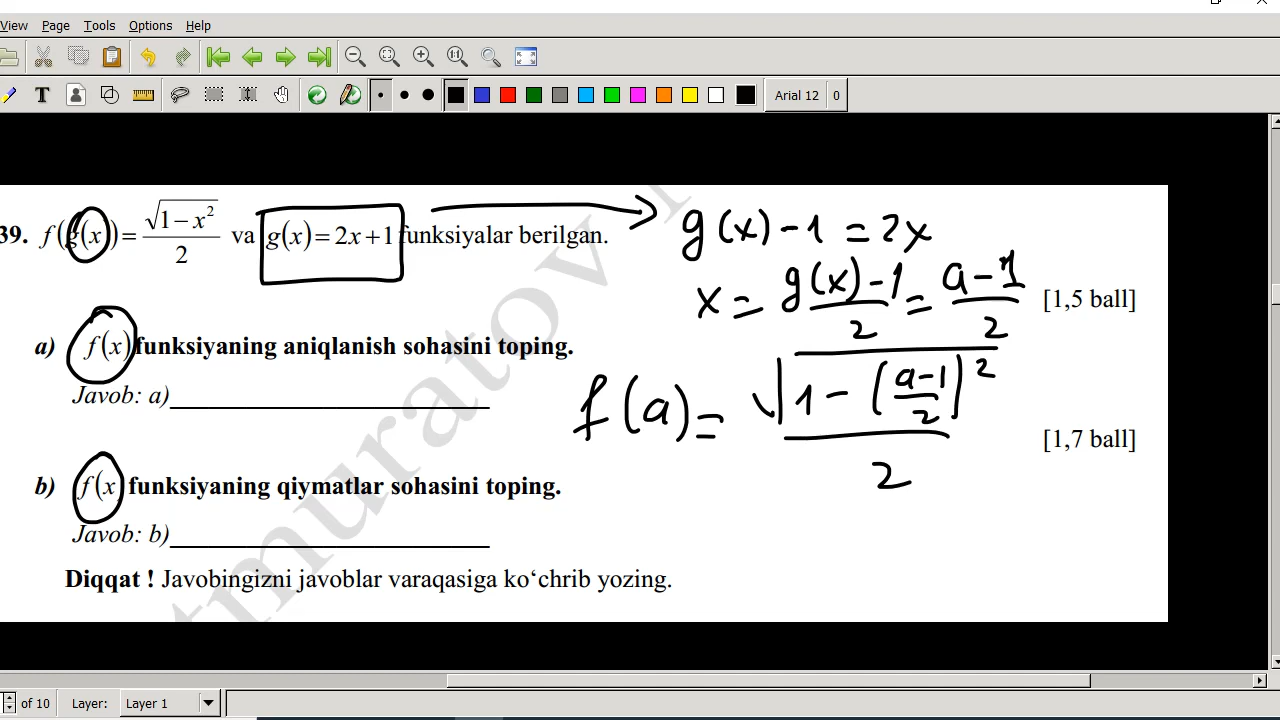 View Page Tools Options Help
Arial 12 0
39. f(g(x)) = √(1 − x²)/2 va g(x) = 2x + 1 funksiyalar berilgan.
g(x) − 1 = 2x
x = (g(x) − 1)/2 = (a − 1)/2
[1,5 ball]
a) f(x) funksiyaning aniqlanish sohasini toping.
Javob: a)
f(a) = √(1 − ((a − 1)/2)²)/2
[1,7 ball]
b) f(x) funksiyaning qiymatlar sohasini toping.
Javob: b)
Diqqat ! Javobingizni javoblar varaqasiga ko‘chrib yozing.
of 10 Layer: Layer 1